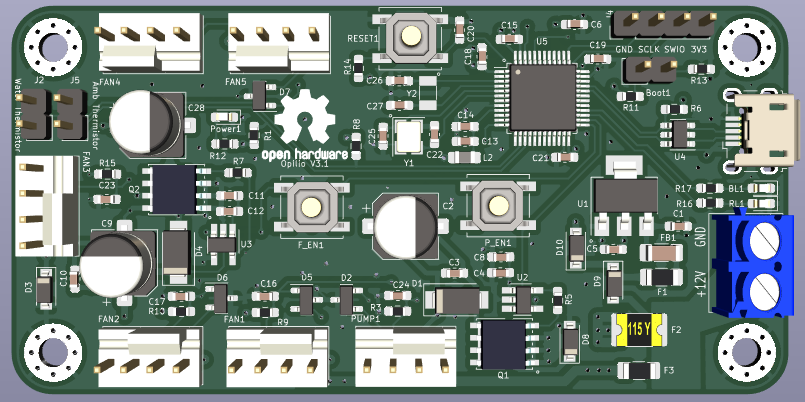 J4
RESET1
C20
C15
C6
U5
GND SCLK SWIO 3V3
C18
C19
FAN4
FAN5
R14
C26
Y2
C27
Boot1
R11
R13
J2
J5
D7
Amb Thermistor
C28
Power1
R1
R12
R8
C25
Y1
C22
C14
C13
L2
C21
R6
U4
open hardware
Opilio V3.1
FAN3
R15
C23
Q2
R7
C11
C12
F_EN1
C2
P_EN1
U1
R17
R16
BL1
RL1
C1
GND
+12V
C9
D4
U3
C8
C4
C3
D10
C5
FB1
F1
D9
D3
C10
C17
D6
C16
D5
D2
C24
R3
D1
U2
R5
FAN2
FAN1
R9
PUMP1
Q1
D8
115 Y
F2
F3